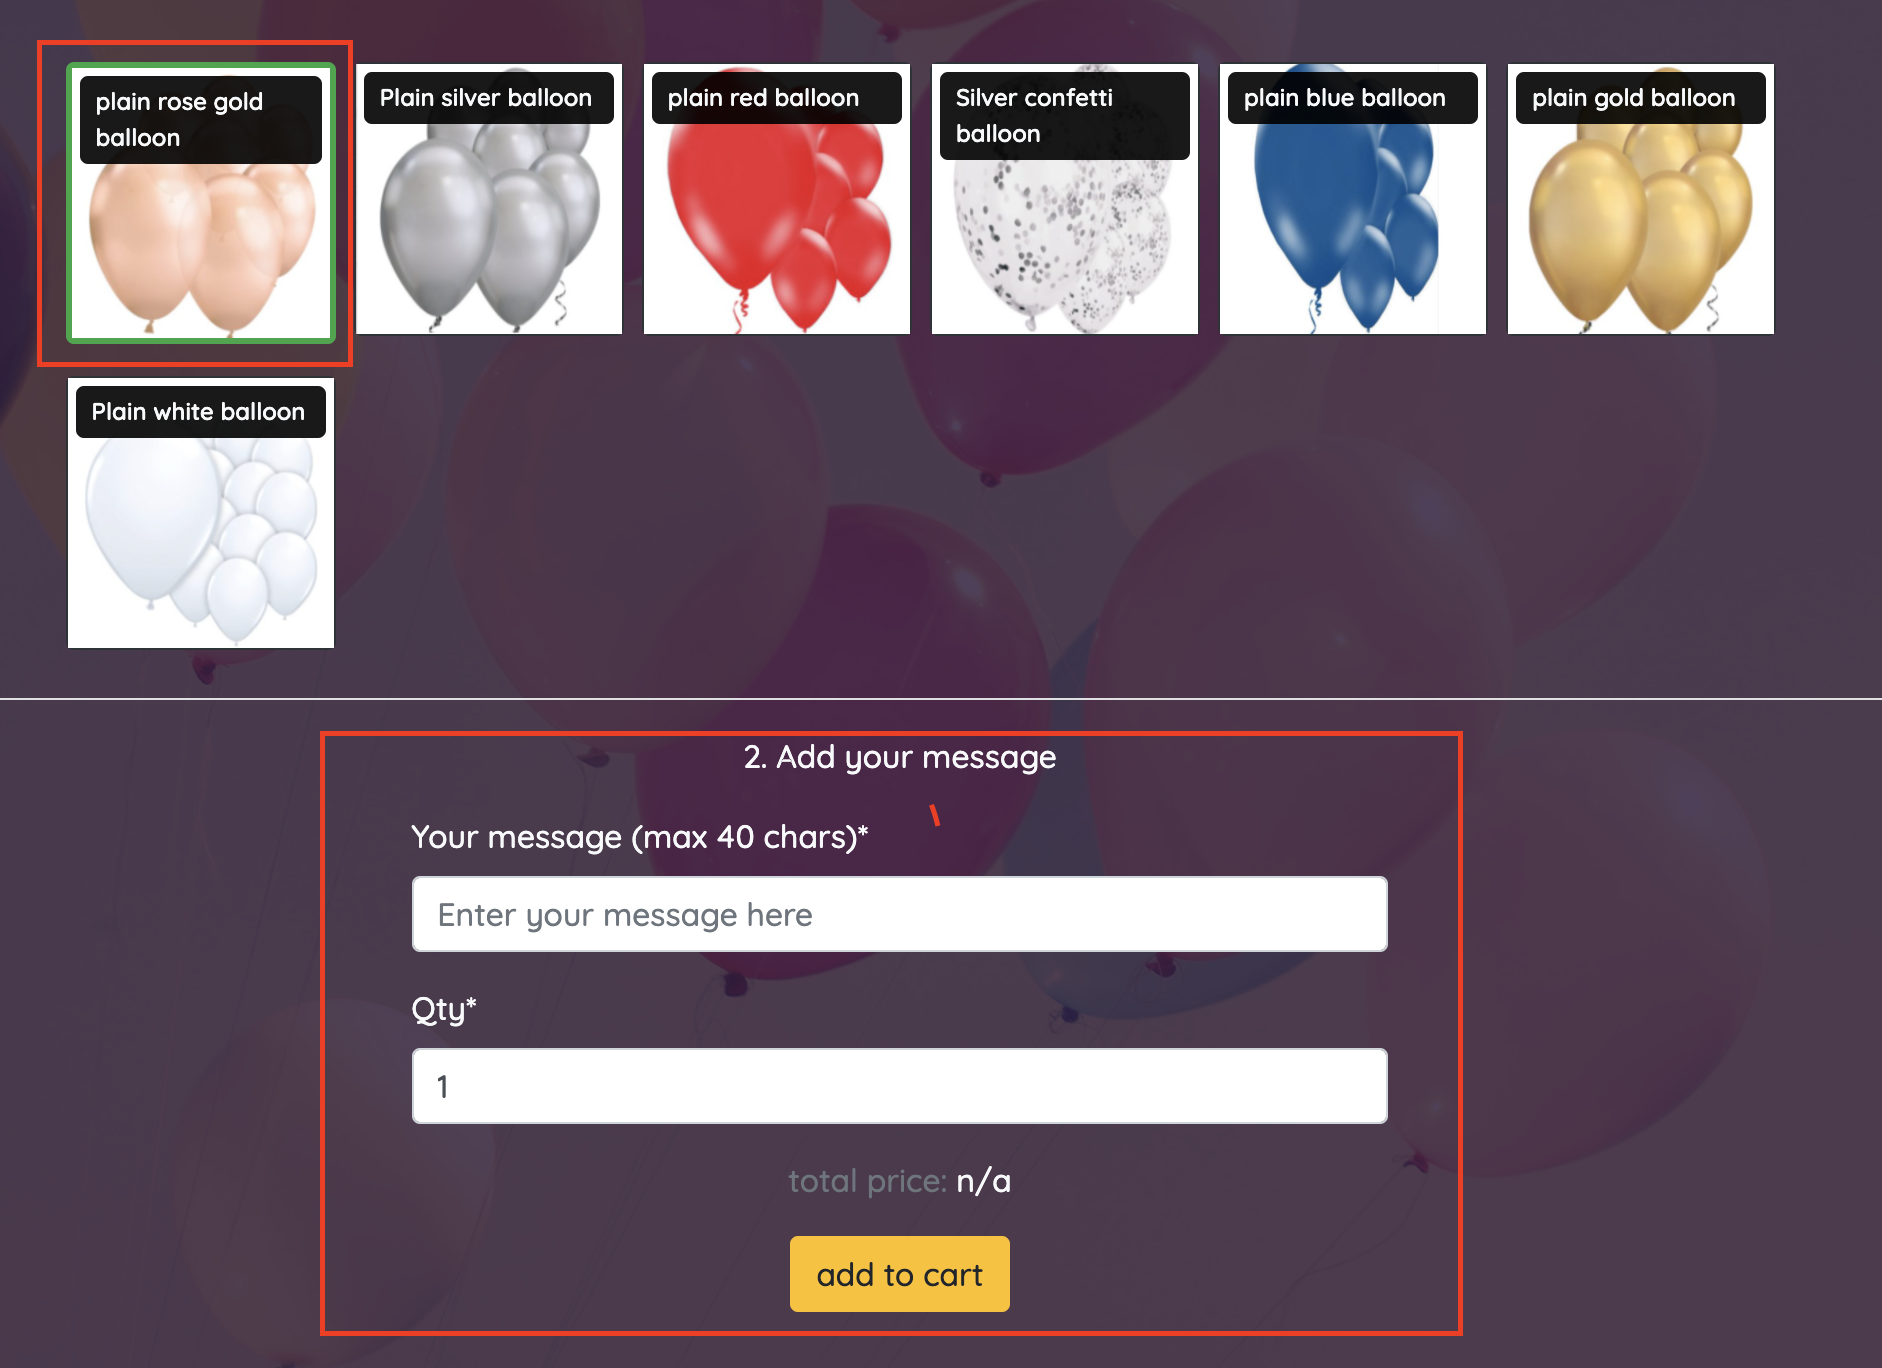 plain rose gold
balloon
Plain silver balloon
plain red balloon
Silver confetti
balloon
plain blue balloon
plain gold balloon
Plain white balloon
2. Add your message
Your message (max 40 chars)*
Enter your message here
Qty*
1
total price: n/a
add to cart